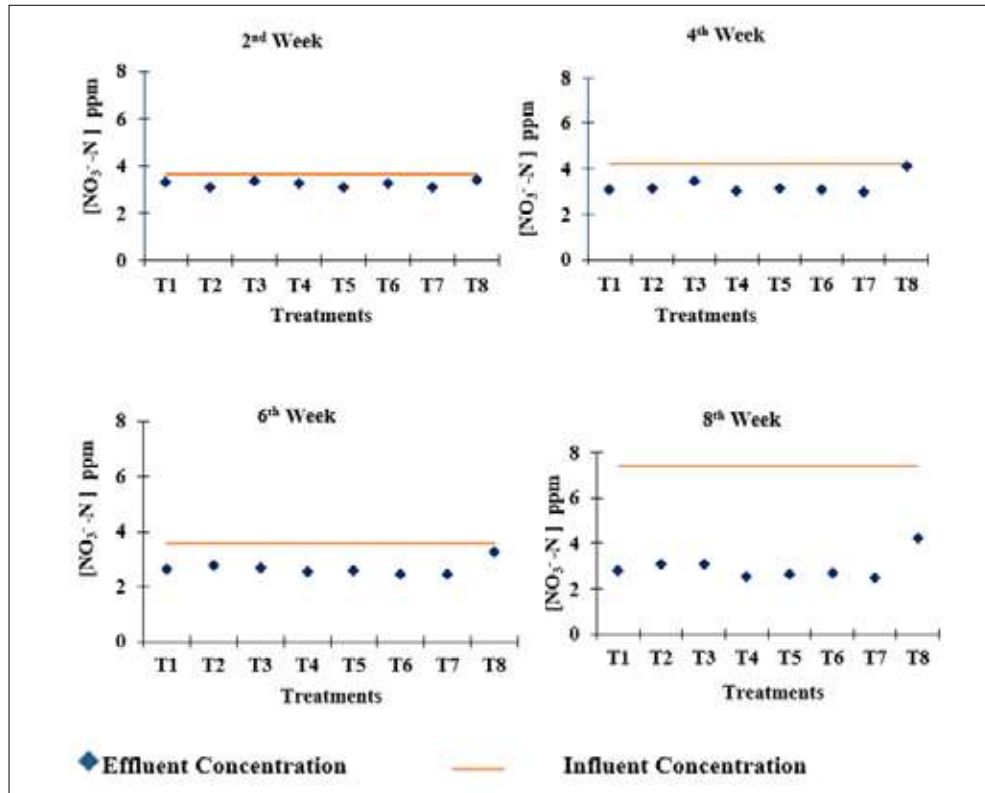 2nd Week
[NO3- -N ] ppm
8
6
4
2
0
T1 T2 T3 T4 T5 T6 T7 T8
Treatments
4th Week
[NO3- -N ] ppm
8
6
4
2
0
T1 T2 T3 T4 T5 T6 T7 T8
Treatments
6th Week
[NO3- -N ] ppm
8
6
4
2
0
T1 T2 T3 T4 T5 T6 T7 T8
Treatments
8th Week
[NO3- -N ] ppm
8
6
4
2
0
T1 T2 T3 T4 T5 T6 T7 T8
Treatments
Effluent Concentration
Influent Concentration